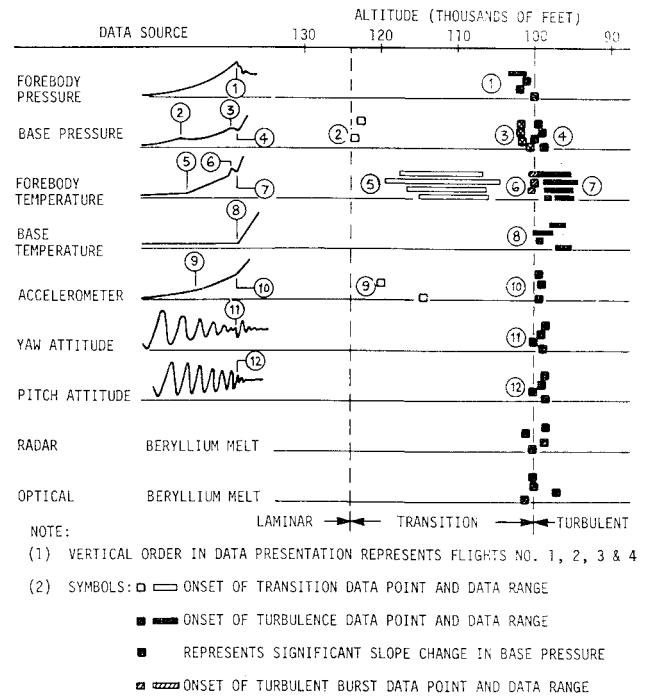 ALTITUDE (THOUSANDS OF FEET)
DATA SOURCE
130 120 110 100 90
FOREBODY PRESSURE
1
1
BASE PRESSURE
2 3 4
2 3 4
FOREBODY TEMPERATURE
5 6 7
5 6 7
BASE TEMPERATURE
8
8
ACCELEROMETER
9 10
9 10
YAW ATTITUDE
11
11
PITCH ATTITUDE
12
12
RADAR BERYLLIUM MELT
OPTICAL BERYLLIUM MELT
LAMINAR TRANSITION TURBULENT
NOTE:
(1) VERTICAL ORDER IN DATA PRESENTATION REPRESENTS FLIGHTS NO. 1, 2, 3 & 4
(2) SYMBOLS: ONSET OF TRANSITION DATA POINT AND DATA RANGE
ONSET OF TURBULENCE DATA POINT AND DATA RANGE
REPRESENTS SIGNIFICANT SLOPE CHANGE IN BASE PRESSURE
ONSET OF TURBULENT BURST DATA POINT AND DATA RANGE